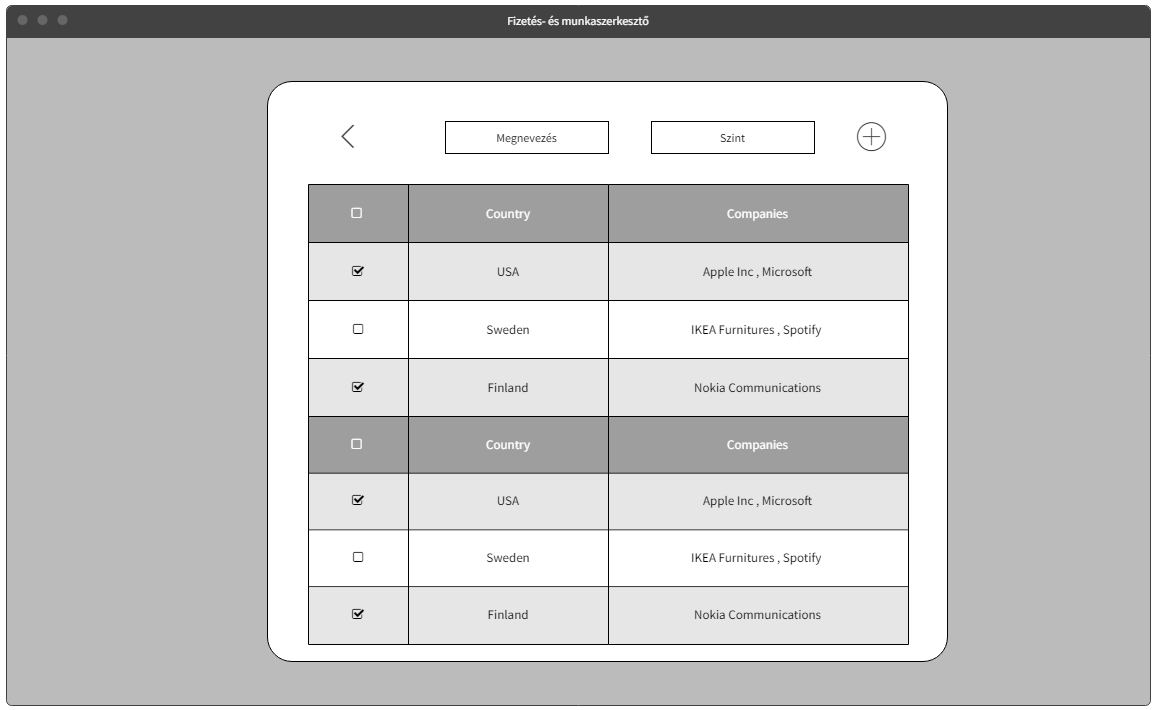 Fizetés- és munkaszerkesztő
Megnevezés Szint
Country Companies
USA Apple Inc , Microsoft
Sweden IKEA Furnitures , Spotify
Finland Nokia Communications
Country Companies
USA Apple Inc , Microsoft
Sweden IKEA Furnitures , Spotify
Finland Nokia Communications